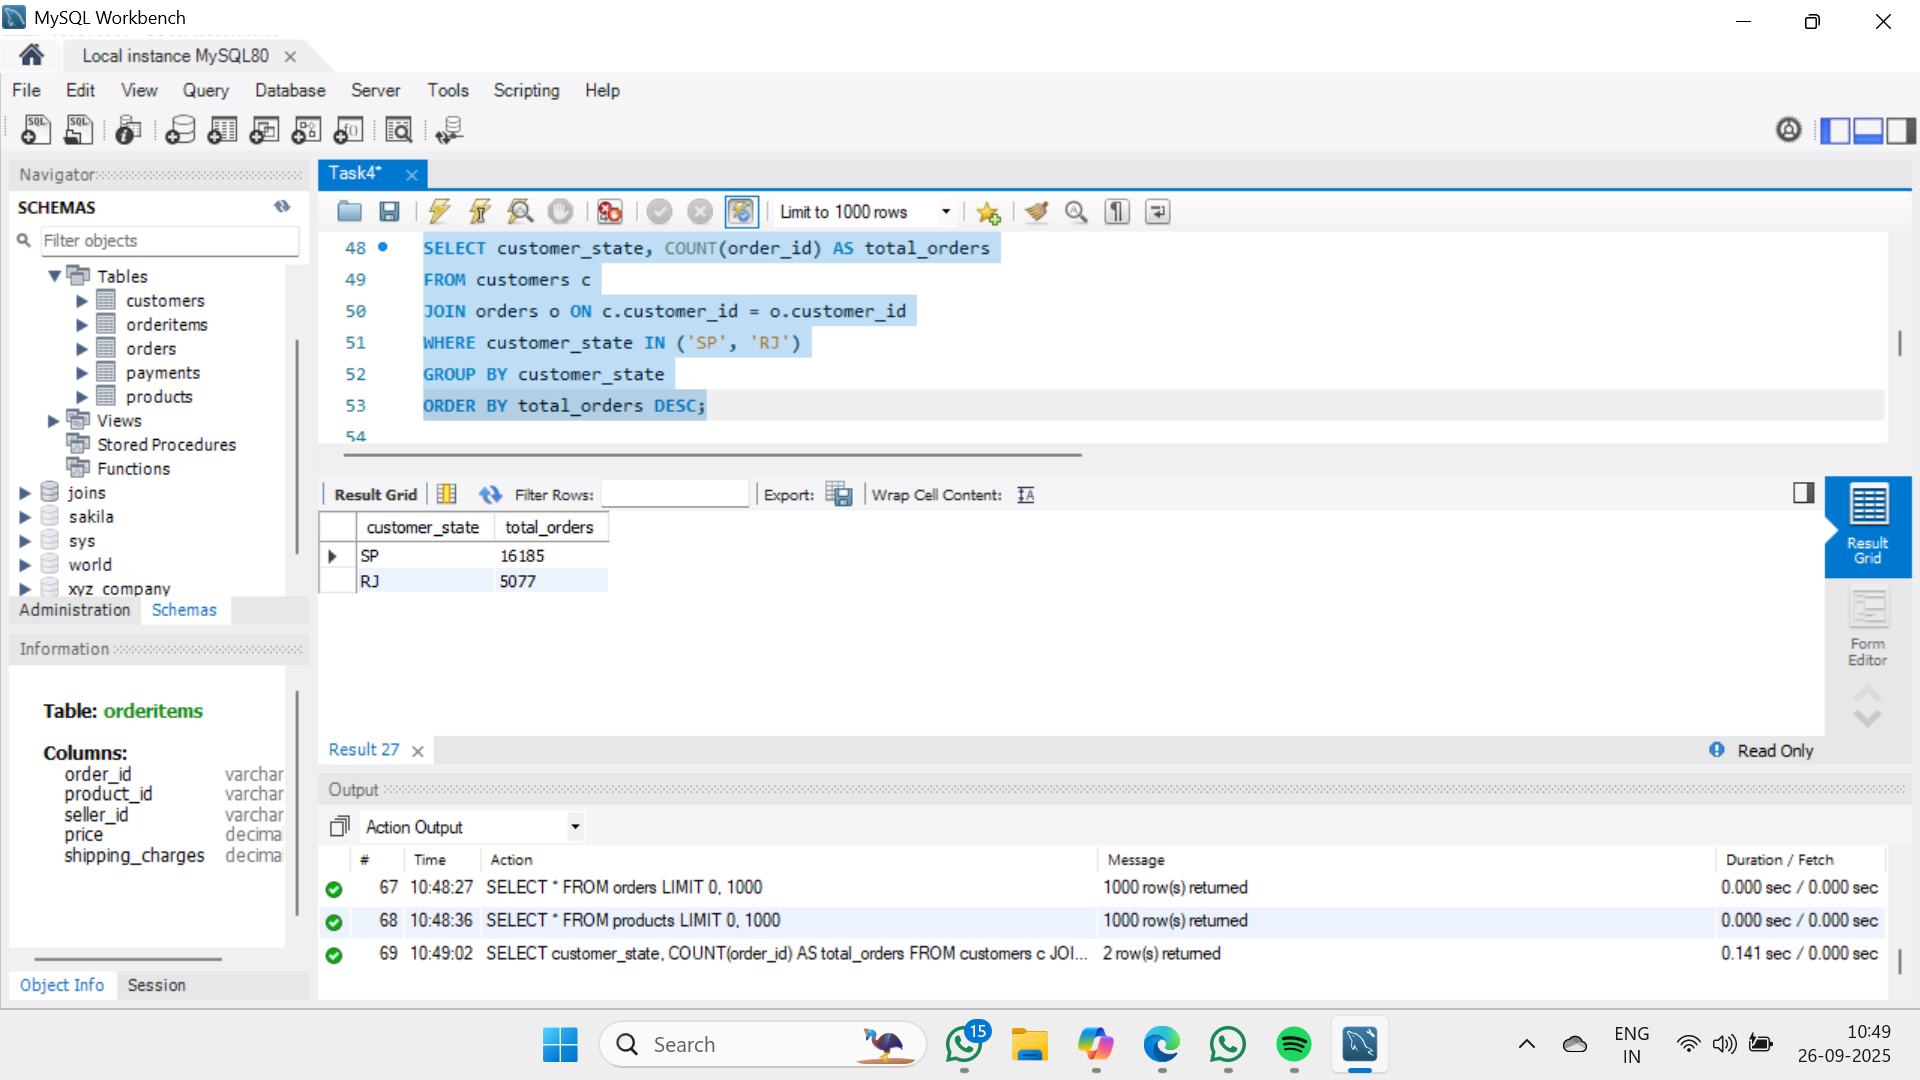 MySQL Workbench
Local instance MySQL80
File Edit View Query Database Server Tools Scripting Help
Navigator
SCHEMAS
Filter objects
Tables
customers
orderitems
orders
payments
products
Views
Stored Procedures
Functions
joins
sakila
sys
world
xyz_company
Administration Schemas
Information
Table: orderitems
Columns:
order_id varchar
product_id varchar
seller_id varchar
price decima
shipping_charges decima
Object Info Session
Task4*
Limit to 1000 rows
48 SELECT customer_state, COUNT(order_id) AS total_orders
49 FROM customers c
50 JOIN orders o ON c.customer_id = o.customer_id
51 WHERE customer_state IN ('SP', 'RJ')
52 GROUP BY customer_state
53 ORDER BY total_orders DESC;
54
Result Grid Filter Rows: Export: Wrap Cell Content:
customer_state total_orders
SP 16185
RJ 5077
Result
Grid
Form
Editor
Result 27
Read Only
Output
Action Output
# Time Action Message Duration / Fetch
67 10:48:27 SELECT * FROM orders LIMIT 0, 1000 1000 row(s) returned 0.000 sec / 0.000 sec
68 10:48:36 SELECT * FROM products LIMIT 0, 1000 1000 row(s) returned 0.000 sec / 0.000 sec
69 10:49:02 SELECT customer_state, COUNT(order_id) AS total_orders FROM customers c JOI... 2 row(s) returned 0.141 sec / 0.000 sec
Search
15
ENG
IN
10:49
26-09-2025